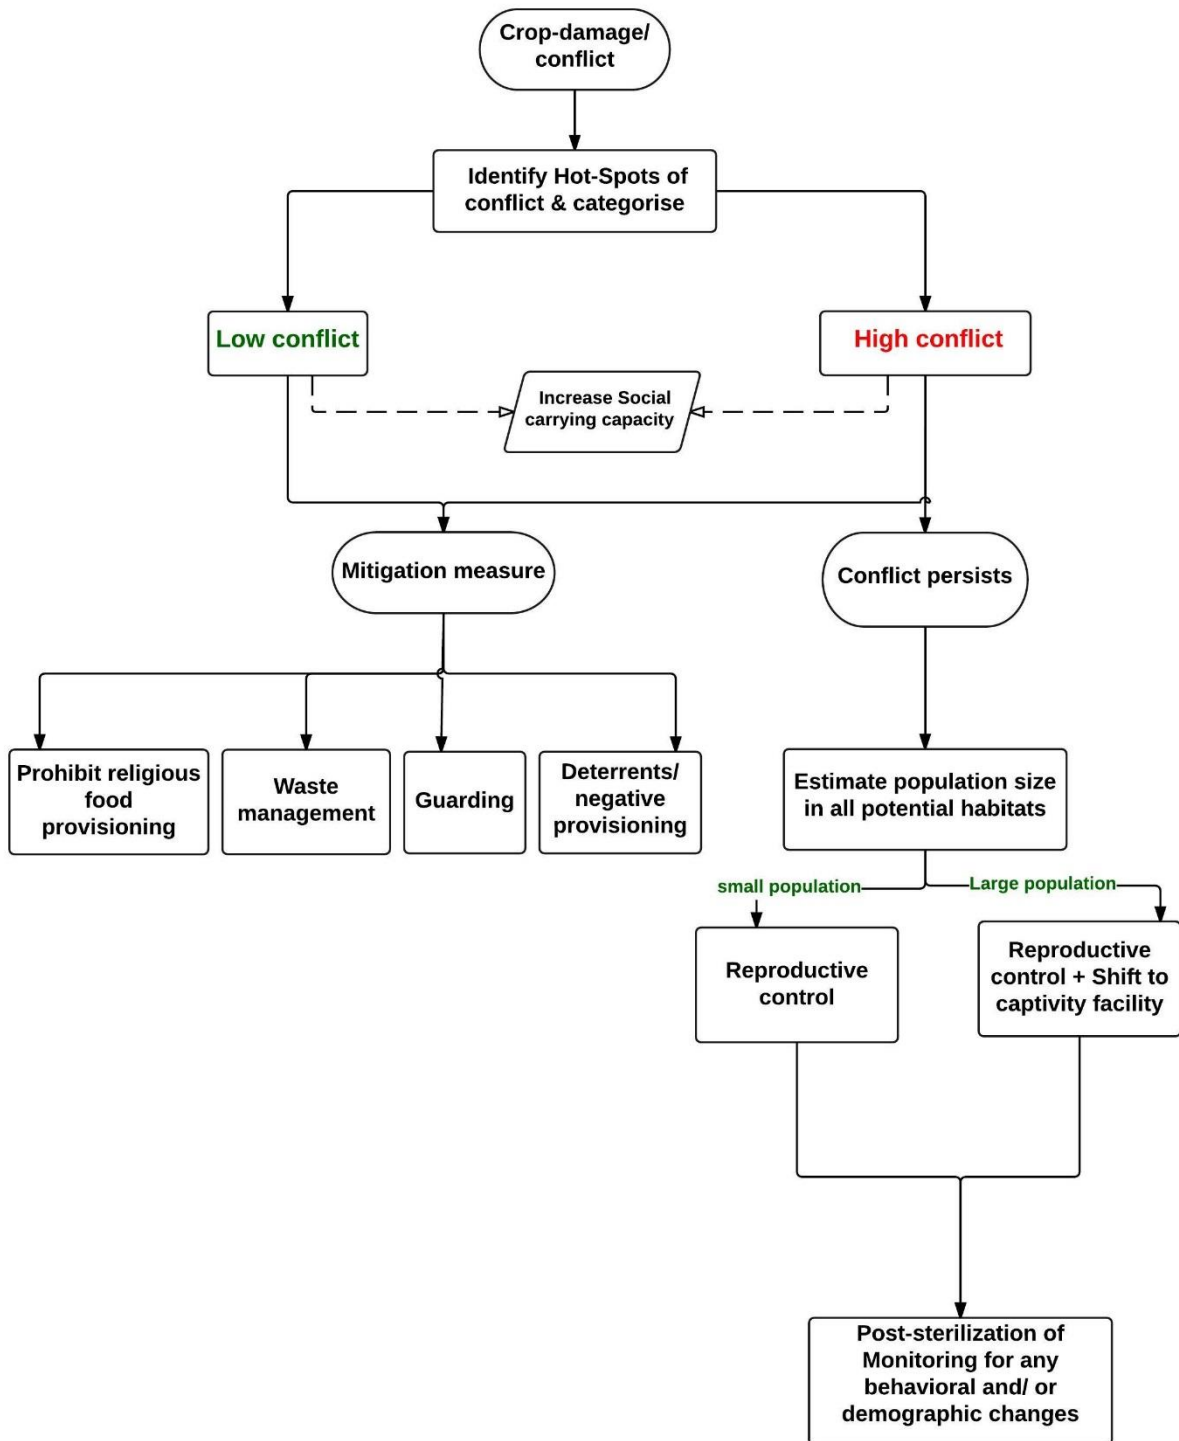 Crop-damage/
conflict
Identify Hot-Spots of
conflict & categorise
Low conflict
High conflict
Increase Social
carrying capacity
Mitigation measure
Conflict persists
Prohibit religious
food
provisioning
Waste
management
Guarding
Deterrents/
negative
provisioning
Estimate population size
in all potential habitats
small population
Large population
Reproductive
control
Reproductive
control + Shift to
captivity facility
Post-sterilization of
Monitoring for any
behavioral and/ or
demographic changes